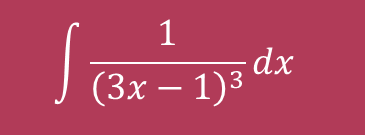 ∫ 1/(3x − 1)³ dx